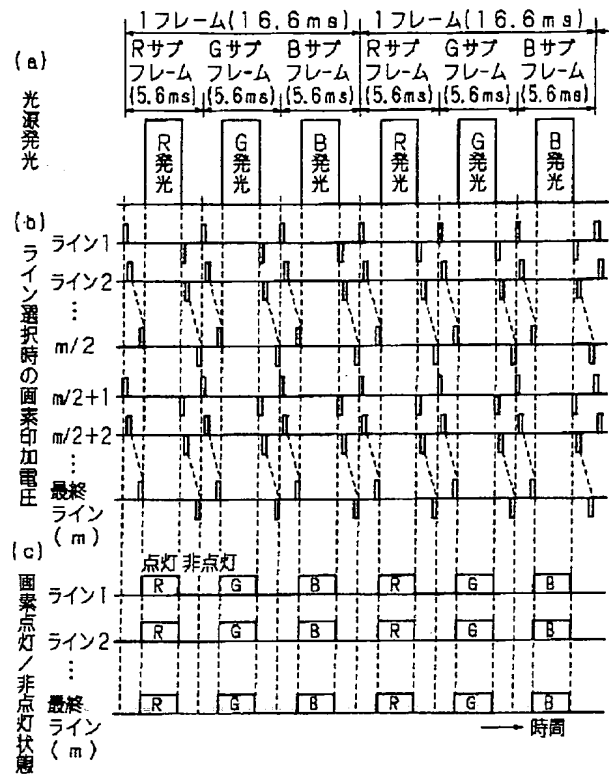 1フレーム(16.6ms) 1フレーム(16.6ms)
(a)
Rサブ Gサブ Bサブ Rサブ Gサブ Bサブ
フレーム フレーム フレーム フレーム フレーム フレーム
(5.6ms) (5.6ms) (5.6ms) (5.6ms) (5.6ms) (5.6ms)
光源発光
R発光 G発光 B発光 R発光 G発光 B発光
(b)
ライン選択時の画素印加電圧
ライン1
ライン2
⋮
m/2
m/2+1
m/2+2
⋮
最終
ライン
(m)
(c)
画素点灯/非点灯状態
点灯 非点灯
ライン1 R G B R G B
ライン2 R G B R G B
⋮
最終 R G B R G B
ライン
(m)
→ 時間